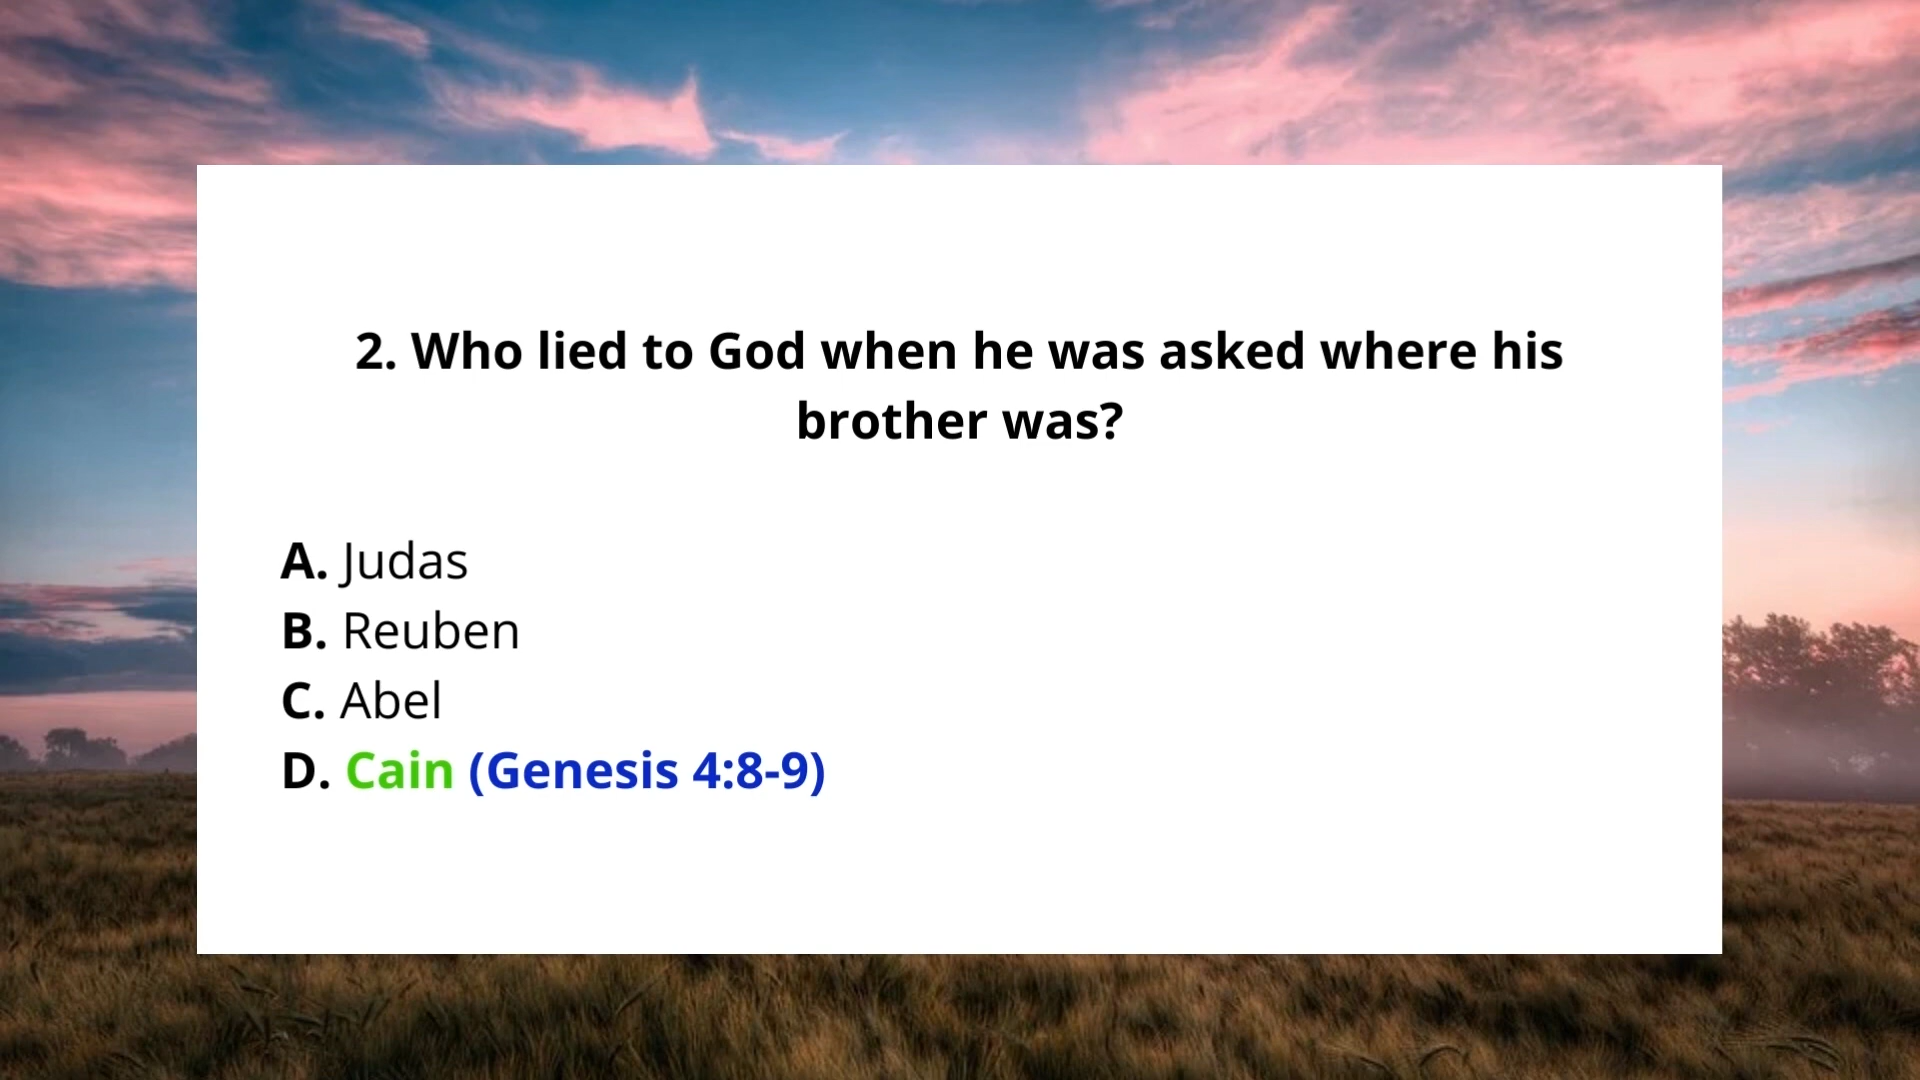 2. Who lied to God when he was asked where his
brother was?
A. Judas
B. Reuben
C. Abel
D. Cain (Genesis 4:8-9)